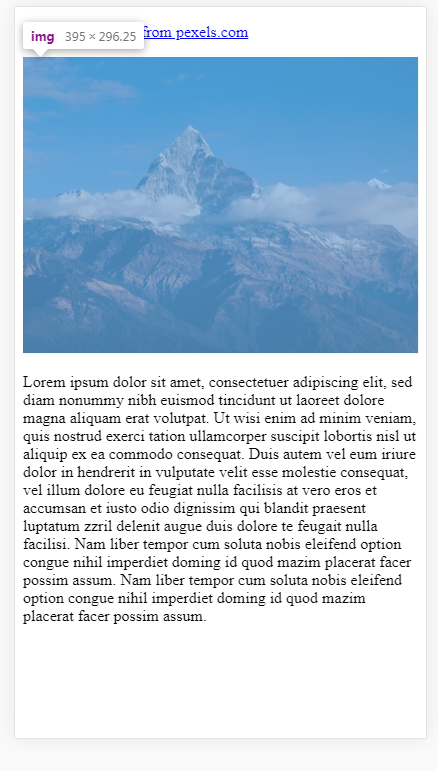 img 395 × 296.25
from pexels.com
Lorem ipsum dolor sit amet, consectetuer adipiscing elit, sed
diam nonummy nibh euismod tincidunt ut laoreet dolore
magna aliquam erat volutpat. Ut wisi enim ad minim veniam,
quis nostrud exerci tation ullamcorper suscipit lobortis nisl ut
aliquip ex ea commodo consequat. Duis autem vel eum iriure
dolor in hendrerit in vulputate velit esse molestie consequat,
vel illum dolore eu feugiat nulla facilisis at vero eros et
accumsan et iusto odio dignissim qui blandit praesent
luptatum zzril delenit augue duis dolore te feugait nulla
facilisi. Nam liber tempor cum soluta nobis eleifend option
congue nihil imperdiet doming id quod mazim placerat facer
possim assum. Nam liber tempor cum soluta nobis eleifend
option congue nihil imperdiet doming id quod mazim
placerat facer possim assum.